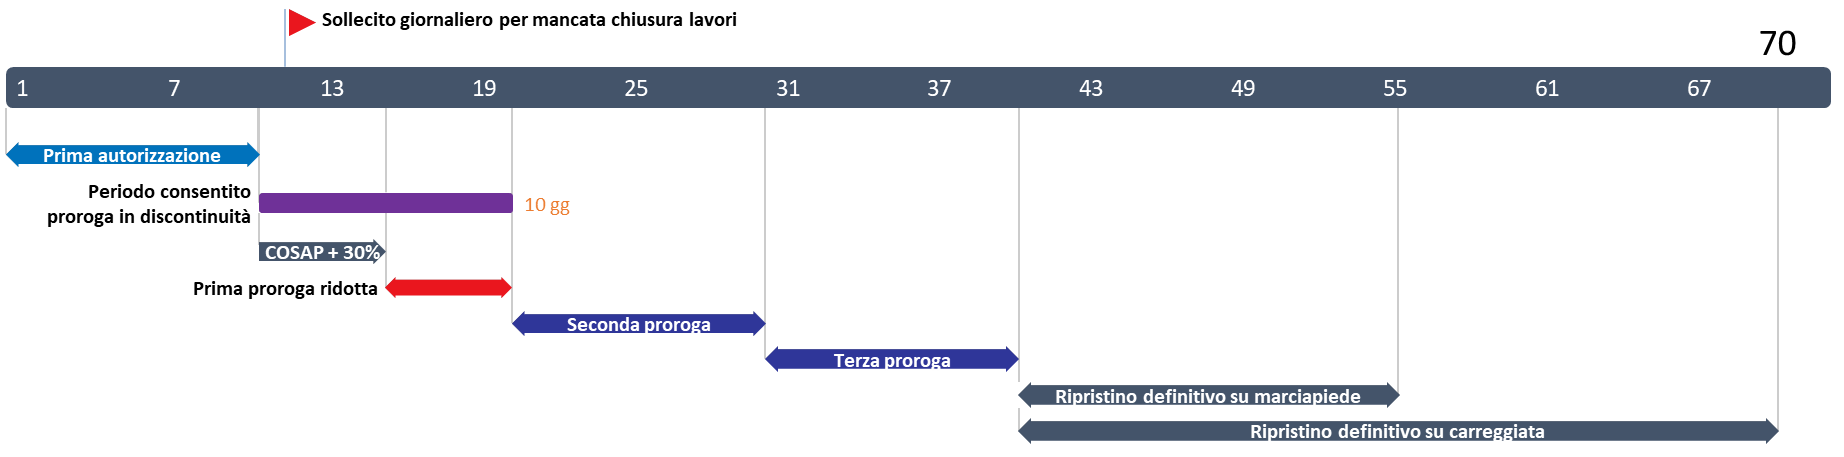 Sollecito giornaliero per mancata chiusura lavori
70
1 7 13 19 25 31 37 43 49 55 61 67
Prima autorizzazione
Periodo consentito
proroga in discontinuità
10 gg
COSAP + 30%
Prima proroga ridotta
Seconda proroga
Terza proroga
Ripristino definitivo su marciapiede
Ripristino definitivo su carreggiata